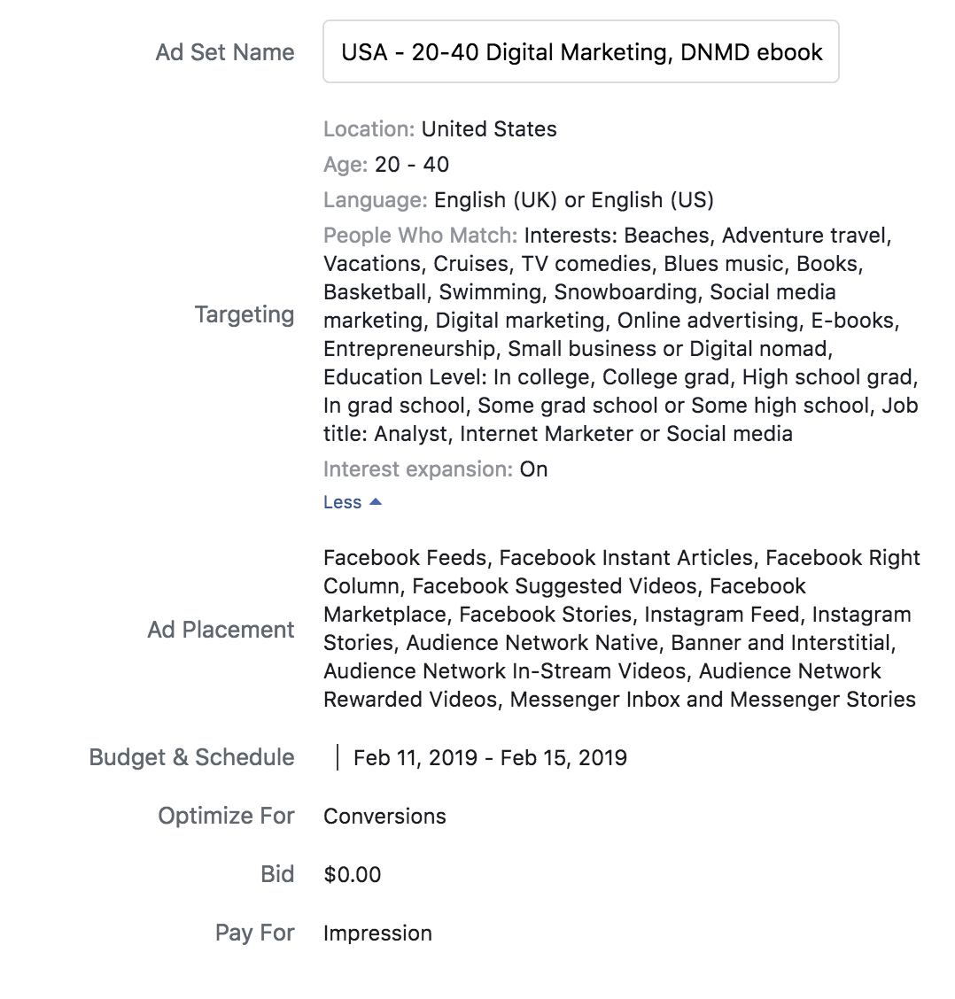 Ad Set Name USA - 20-40 Digital Marketing, DNMD ebook
Location: United States
Age: 20 - 40
Language: English (UK) or English (US)
People Who Match: Interests: Beaches, Adventure travel,
Vacations, Cruises, TV comedies, Blues music, Books,
Basketball, Swimming, Snowboarding, Social media
Targeting
marketing, Digital marketing, Online advertising, E-books,
Entrepreneurship, Small business or Digital nomad,
Education Level: In college, College grad, High school grad,
In grad school, Some grad school or Some high school, Job
title: Analyst, Internet Marketer or Social media
Interest expansion: On
Less
Facebook Feeds, Facebook Instant Articles, Facebook Right
Column, Facebook Suggested Videos, Facebook
Marketplace, Facebook Stories, Instagram Feed, Instagram
Ad Placement
Stories, Audience Network Native, Banner and Interstitial,
Audience Network In-Stream Videos, Audience Network
Rewarded Videos, Messenger Inbox and Messenger Stories
Budget & Schedule | Feb 11, 2019 - Feb 15, 2019
Optimize For Conversions
Bid $0.00
Pay For Impression